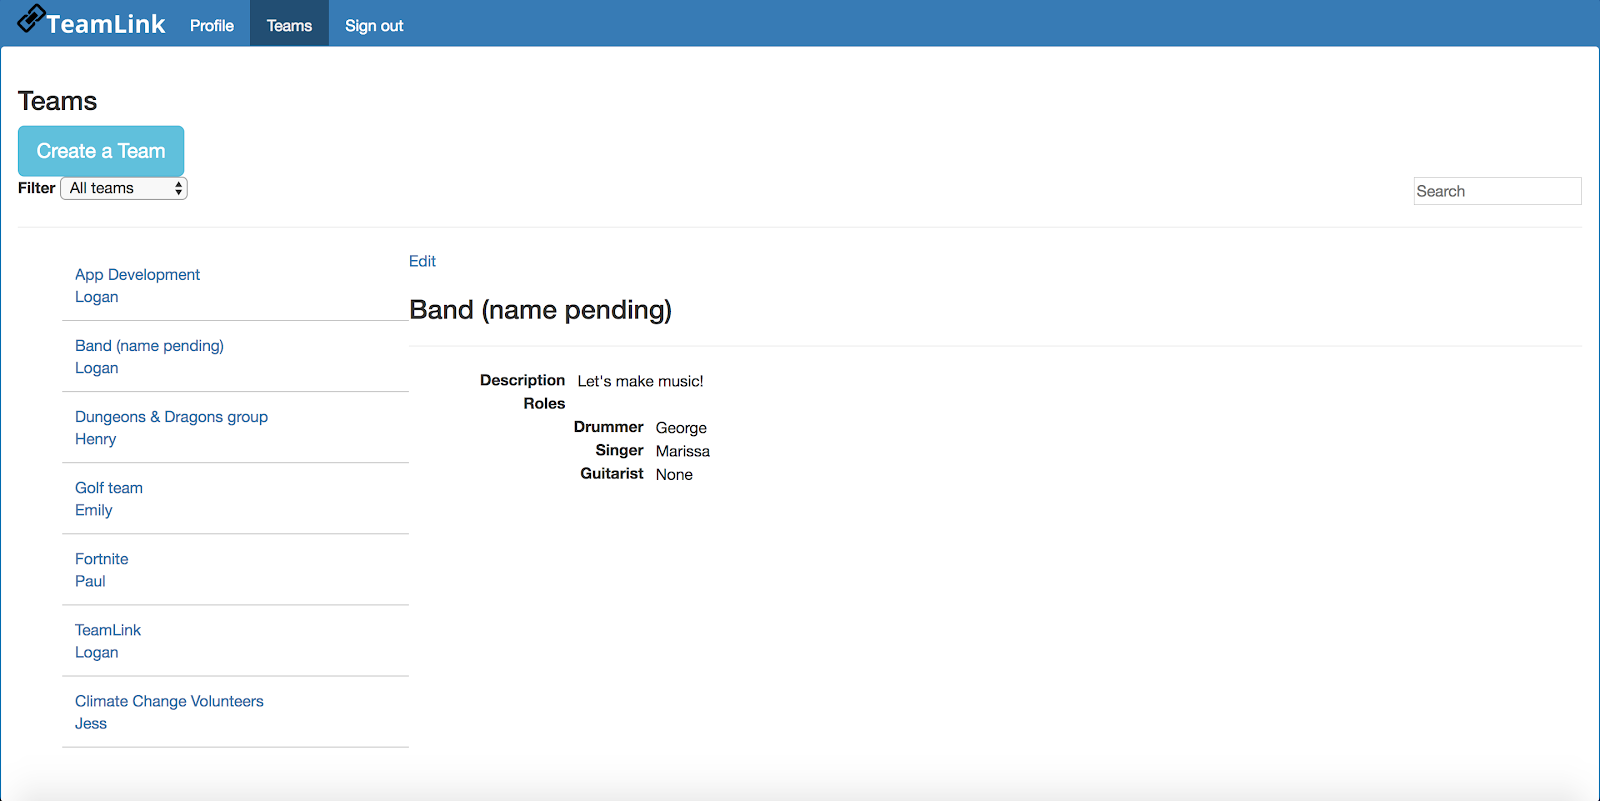 TeamLink Profile Teams Sign out
Teams
Create a Team
Filter All teams
Search
App Development
Logan
Band (name pending)
Logan
Dungeons & Dragons group
Henry
Golf team
Emily
Fortnite
Paul
TeamLink
Logan
Climate Change Volunteers
Jess
Edit
Band (name pending)
Description Let's make music!
Roles
Drummer George
Singer Marissa
Guitarist None